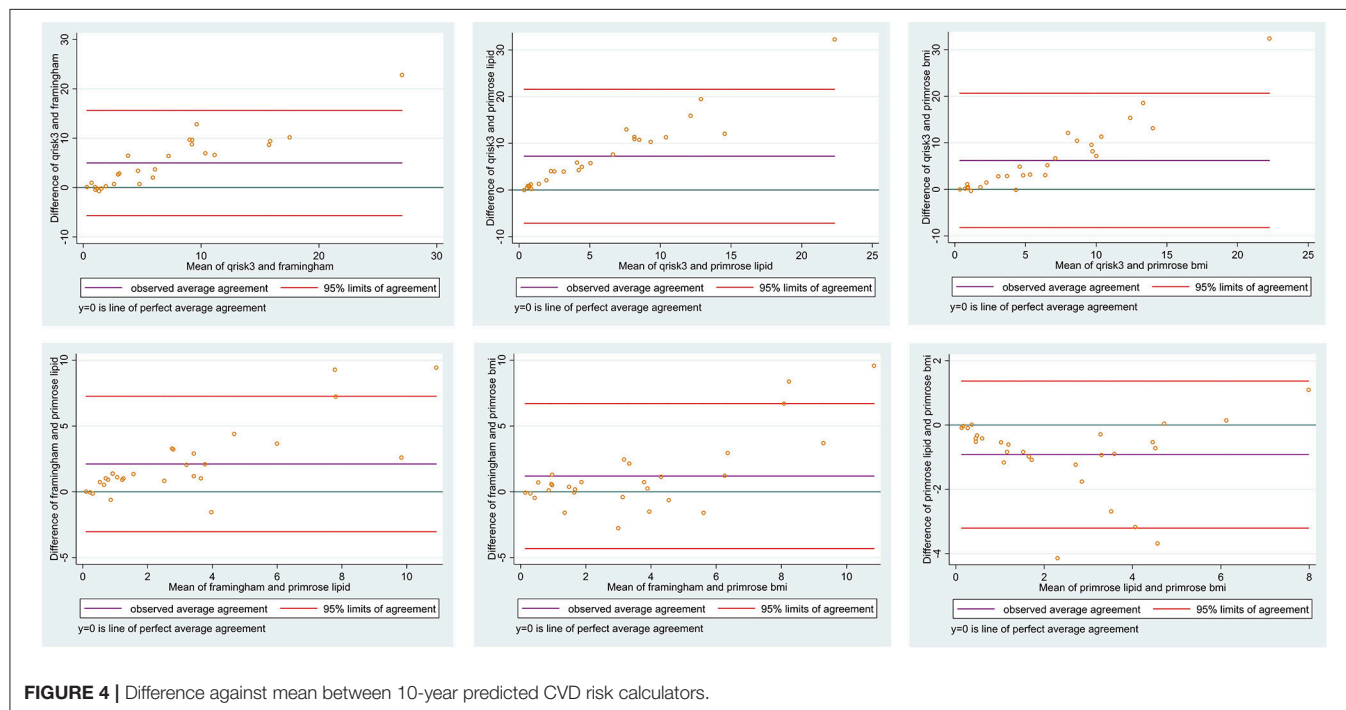 Difference of qrisk3 and framingham
30
20
10
0
-10
0 10 20 30
Mean of qrisk3 and framingham
observed average agreement 95% limits of agreement
y=0 is line of perfect average agreement
Difference of qrisk3 and primrose lipid
30
20
10
0
-10
0 5 10 15 20 25
Mean of qrisk3 and primrose lipid
observed average agreement 95% limits of agreement
y=0 is line of perfect average agreement
Difference of qrisk3 and primrose bmi
30
20
10
0
-10
0 5 10 15 20 25
Mean of qrisk3 and primrose bmi
observed average agreement 95% limits of agreement
y=0 is line of perfect average agreement
Difference of framingham and primrose lipid
10
5
0
-5
0 2 4 6 8 10
Mean of framingham and primrose lipid
observed average agreement 95% limits of agreement
y=0 is line of perfect average agreement
Difference of framingham and primrose bmi
10
5
0
-5
0 2 4 6 8 10
Mean of framingham and primrose bmi
observed average agreement 95% limits of agreement
y=0 is line of perfect average agreement
Difference of primrose lipid and primrose bmi
2
0
-2
-4
0 2 4 6 8
Mean of primrose lipid and primrose bmi
observed average agreement 95% limits of agreement
y=0 is line of perfect average agreement
FIGURE 4 | Difference against mean between 10-year predicted CVD risk calculators.